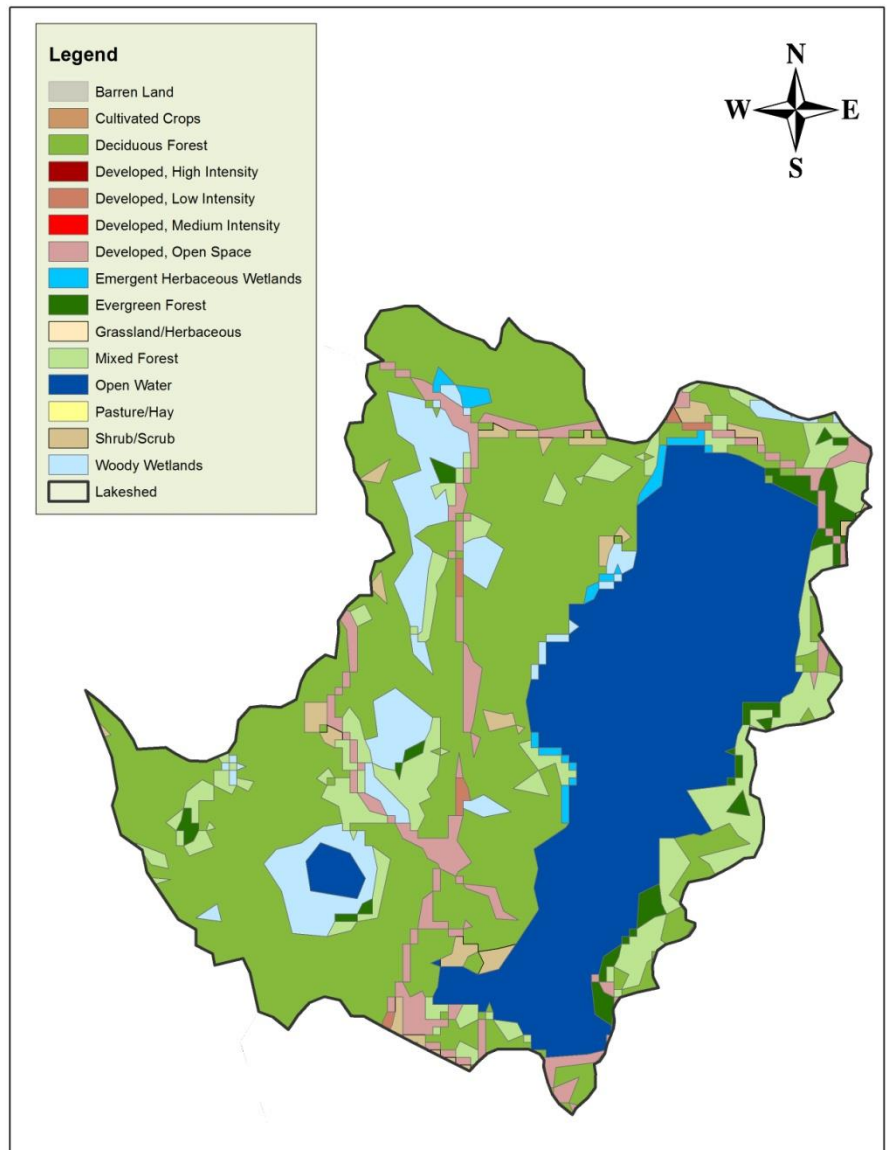 Legend
Barren Land
Cultivated Crops
Deciduous Forest
Developed, High Intensity
Developed, Low Intensity
Developed, Medium Intensity
Developed, Open Space
Emergent Herbaceous Wetlands
Evergreen Forest
Grassland/Herbaceous
Mixed Forest
Open Water
Pasture/Hay
Shrub/Scrub
Woody Wetlands
Lakeshed
N
W E
S